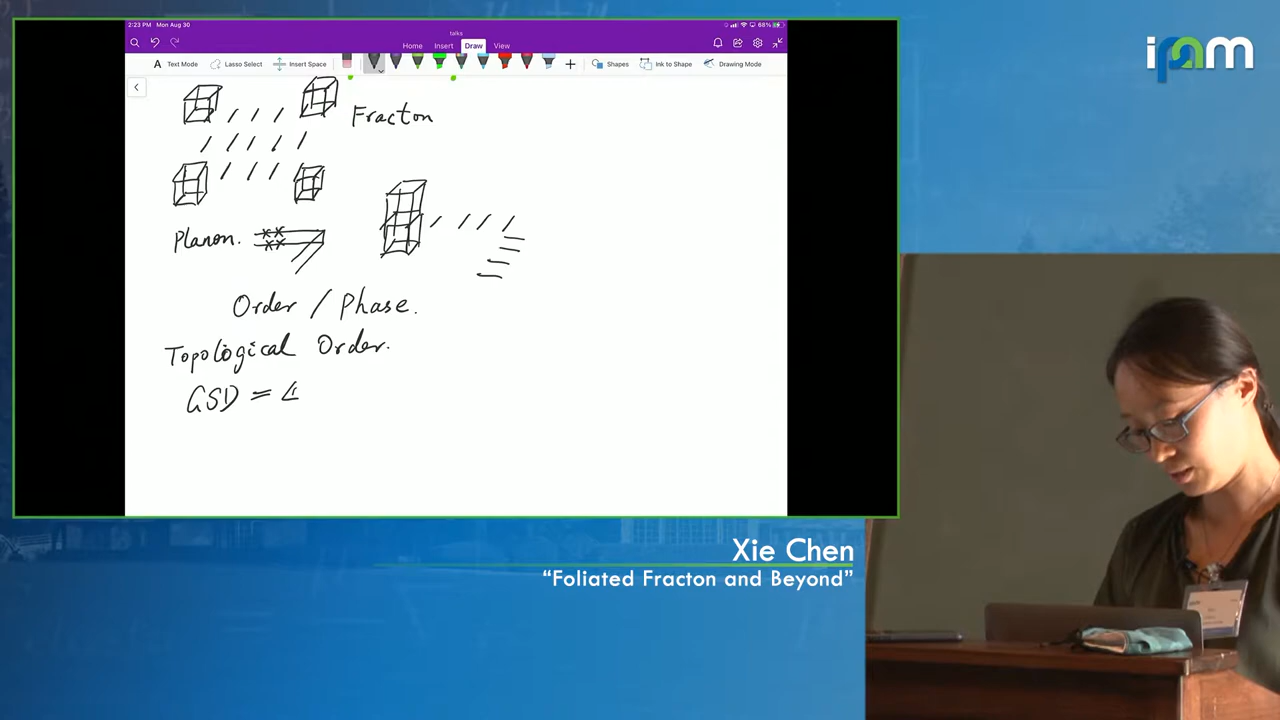 2:23 PM Mon Aug 30
68%
talks
Home Insert Draw View
Text Mode Lasso Select Insert Space Shapes Ink to Shape Drawing Mode
Fracton
Planon.
Order / Phase.
Topological Order.
GSD = 4
ipam
Xie Chen
“Foliated Fracton and Beyond”